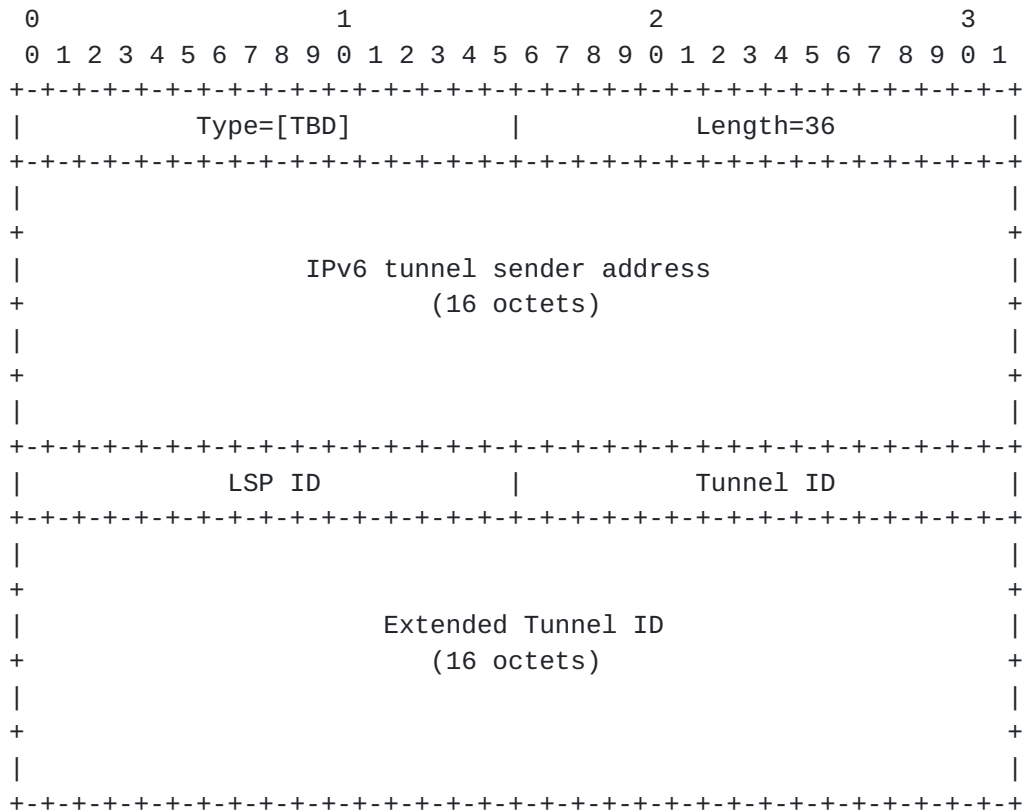 0                   1                   2                   3
 0 1 2 3 4 5 6 7 8 9 0 1 2 3 4 5 6 7 8 9 0 1 2 3 4 5 6 7 8 9 0 1
+-+-+-+-+-+-+-+-+-+-+-+-+-+-+-+-+-+-+-+-+-+-+-+-+-+-+-+-+-+-+-+-+
|           Type=[TBD]          |           Length=36           |
+-+-+-+-+-+-+-+-+-+-+-+-+-+-+-+-+-+-+-+-+-+-+-+-+-+-+-+-+-+-+-+-+
|                                                               |
+                                                               +
|                  IPv6 tunnel sender address                   |
+                          (16 octets)                          +
|                                                               |
+                                                               +
|                                                               |
+-+-+-+-+-+-+-+-+-+-+-+-+-+-+-+-+-+-+-+-+-+-+-+-+-+-+-+-+-+-+-+-+
|             LSP ID            |           Tunnel ID           |
+-+-+-+-+-+-+-+-+-+-+-+-+-+-+-+-+-+-+-+-+-+-+-+-+-+-+-+-+-+-+-+-+
|                                                               |
+                                                               +
|                       Extended Tunnel ID                      |
+                          (16 octets)                          +
|                                                               |
+                                                               +
|                                                               |
+-+-+-+-+-+-+-+-+-+-+-+-+-+-+-+-+-+-+-+-+-+-+-+-+-+-+-+-+-+-+-+-+